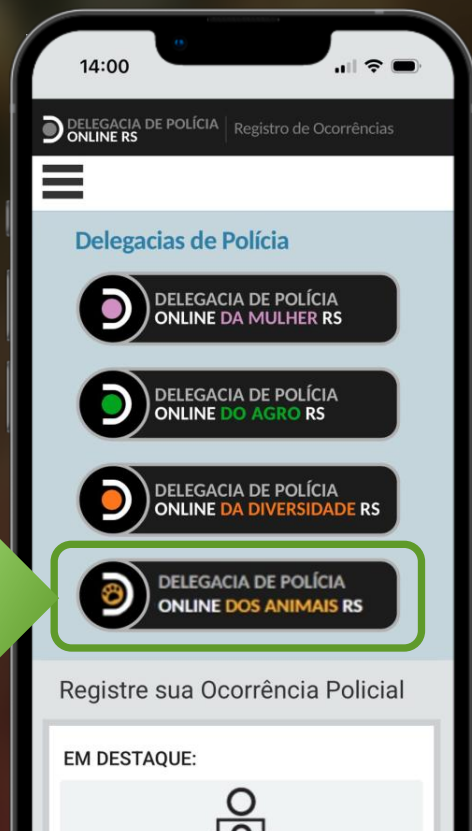 14:00
DELEGACIA DE POLÍCIA
ONLINE RS
Registro de Ocorrências
Delegacias de Polícia
DELEGACIA DE POLÍCIA
ONLINE DA MULHER RS
DELEGACIA DE POLÍCIA
ONLINE DO AGRO RS
DELEGACIA DE POLÍCIA
ONLINE DA DIVERSIDADE RS
DELEGACIA DE POLÍCIA
ONLINE DOS ANIMAIS RS
Registre sua Ocorrência Policial
EM DESTAQUE: